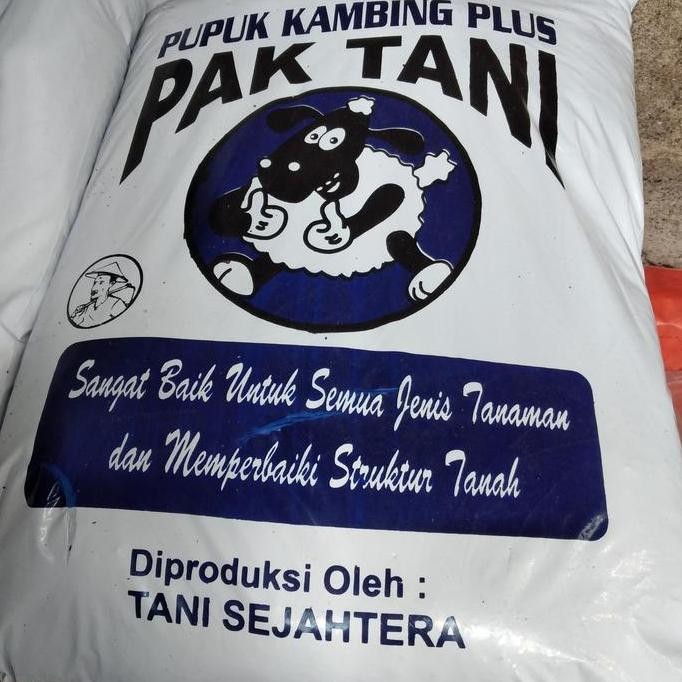 PUPUK KAMBING PLUS
PAK TANI
Sangat Baik Untuk Semua Jenis Tanaman
dan Memperbaiki Struktur Tanah
Diproduksi Oleh :
TANI SEJAHTERA